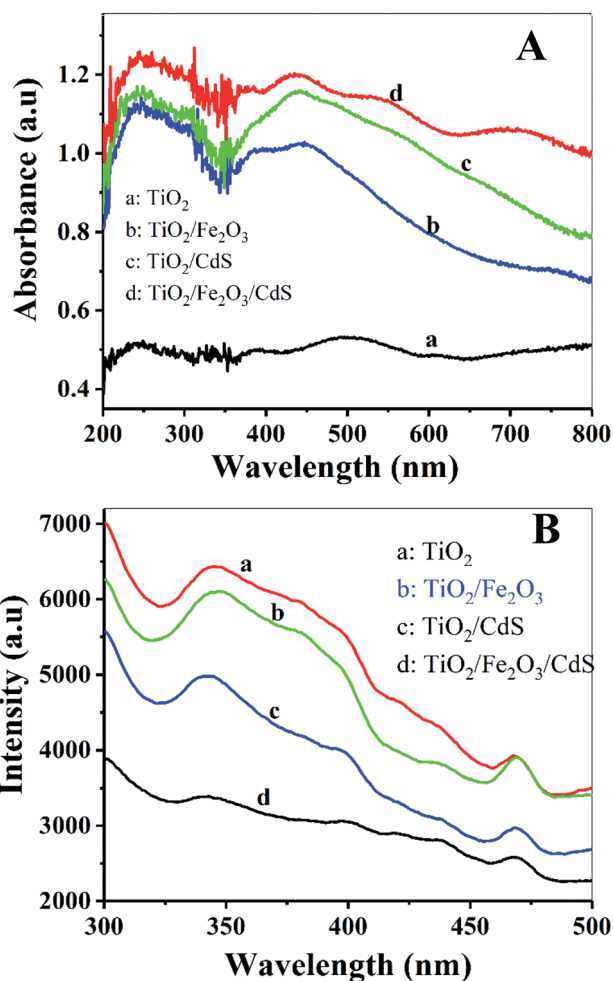 A
Absorbance (a.u)
1.2
1.0
0.8
0.6
0.4
d
c
b
a
a: TiO₂
b: TiO₂/Fe₂O₃
c: TiO₂/CdS
d: TiO₂/Fe₂O₃/CdS
200 300 400 500 600 700 800
Wavelength (nm)
B
Intensity (a.u)
7000
6000
5000
4000
3000
2000
a
b
c
d
a: TiO₂
b: TiO₂/Fe₂O₃
c: TiO₂/CdS
d: TiO₂/Fe₂O₃/CdS
300 350 400 450 500
Wavelength (nm)